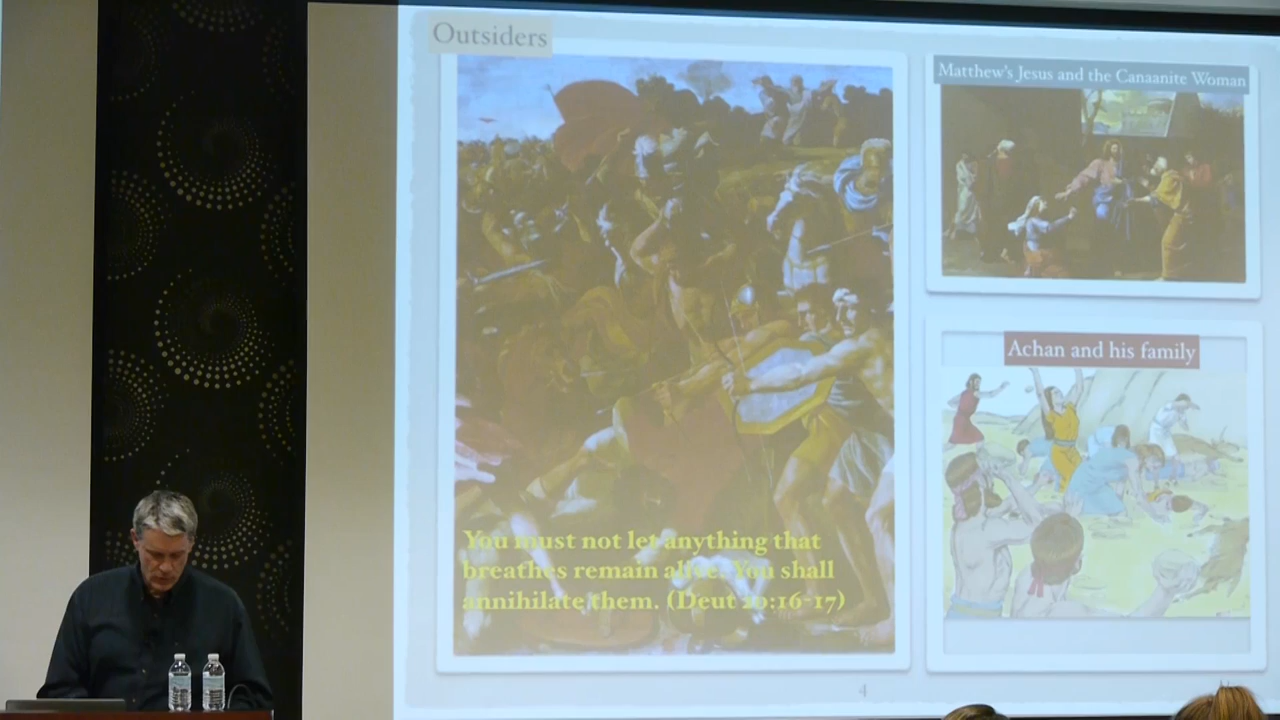 Outsiders
You must not let anything that
breathes remain alive. You shall
annihilate them. (Deut 20:16-17)
Matthew's Jesus and the Canaanite Woman
Achan and his family
4